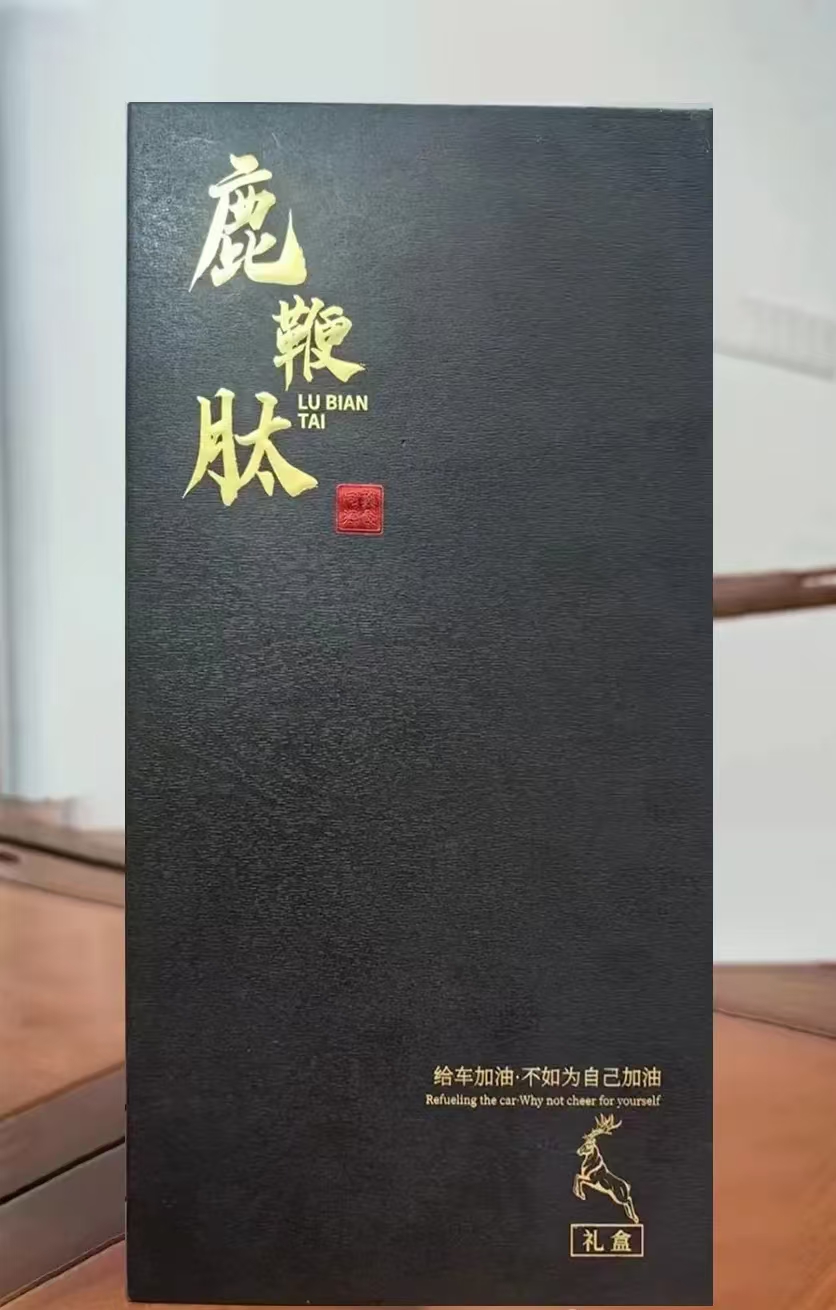 鹿鞭肽
LU BIAN
TAI
给车加油·不如为自己加油
Refueling the car·Why not cheer for yourself
礼盒